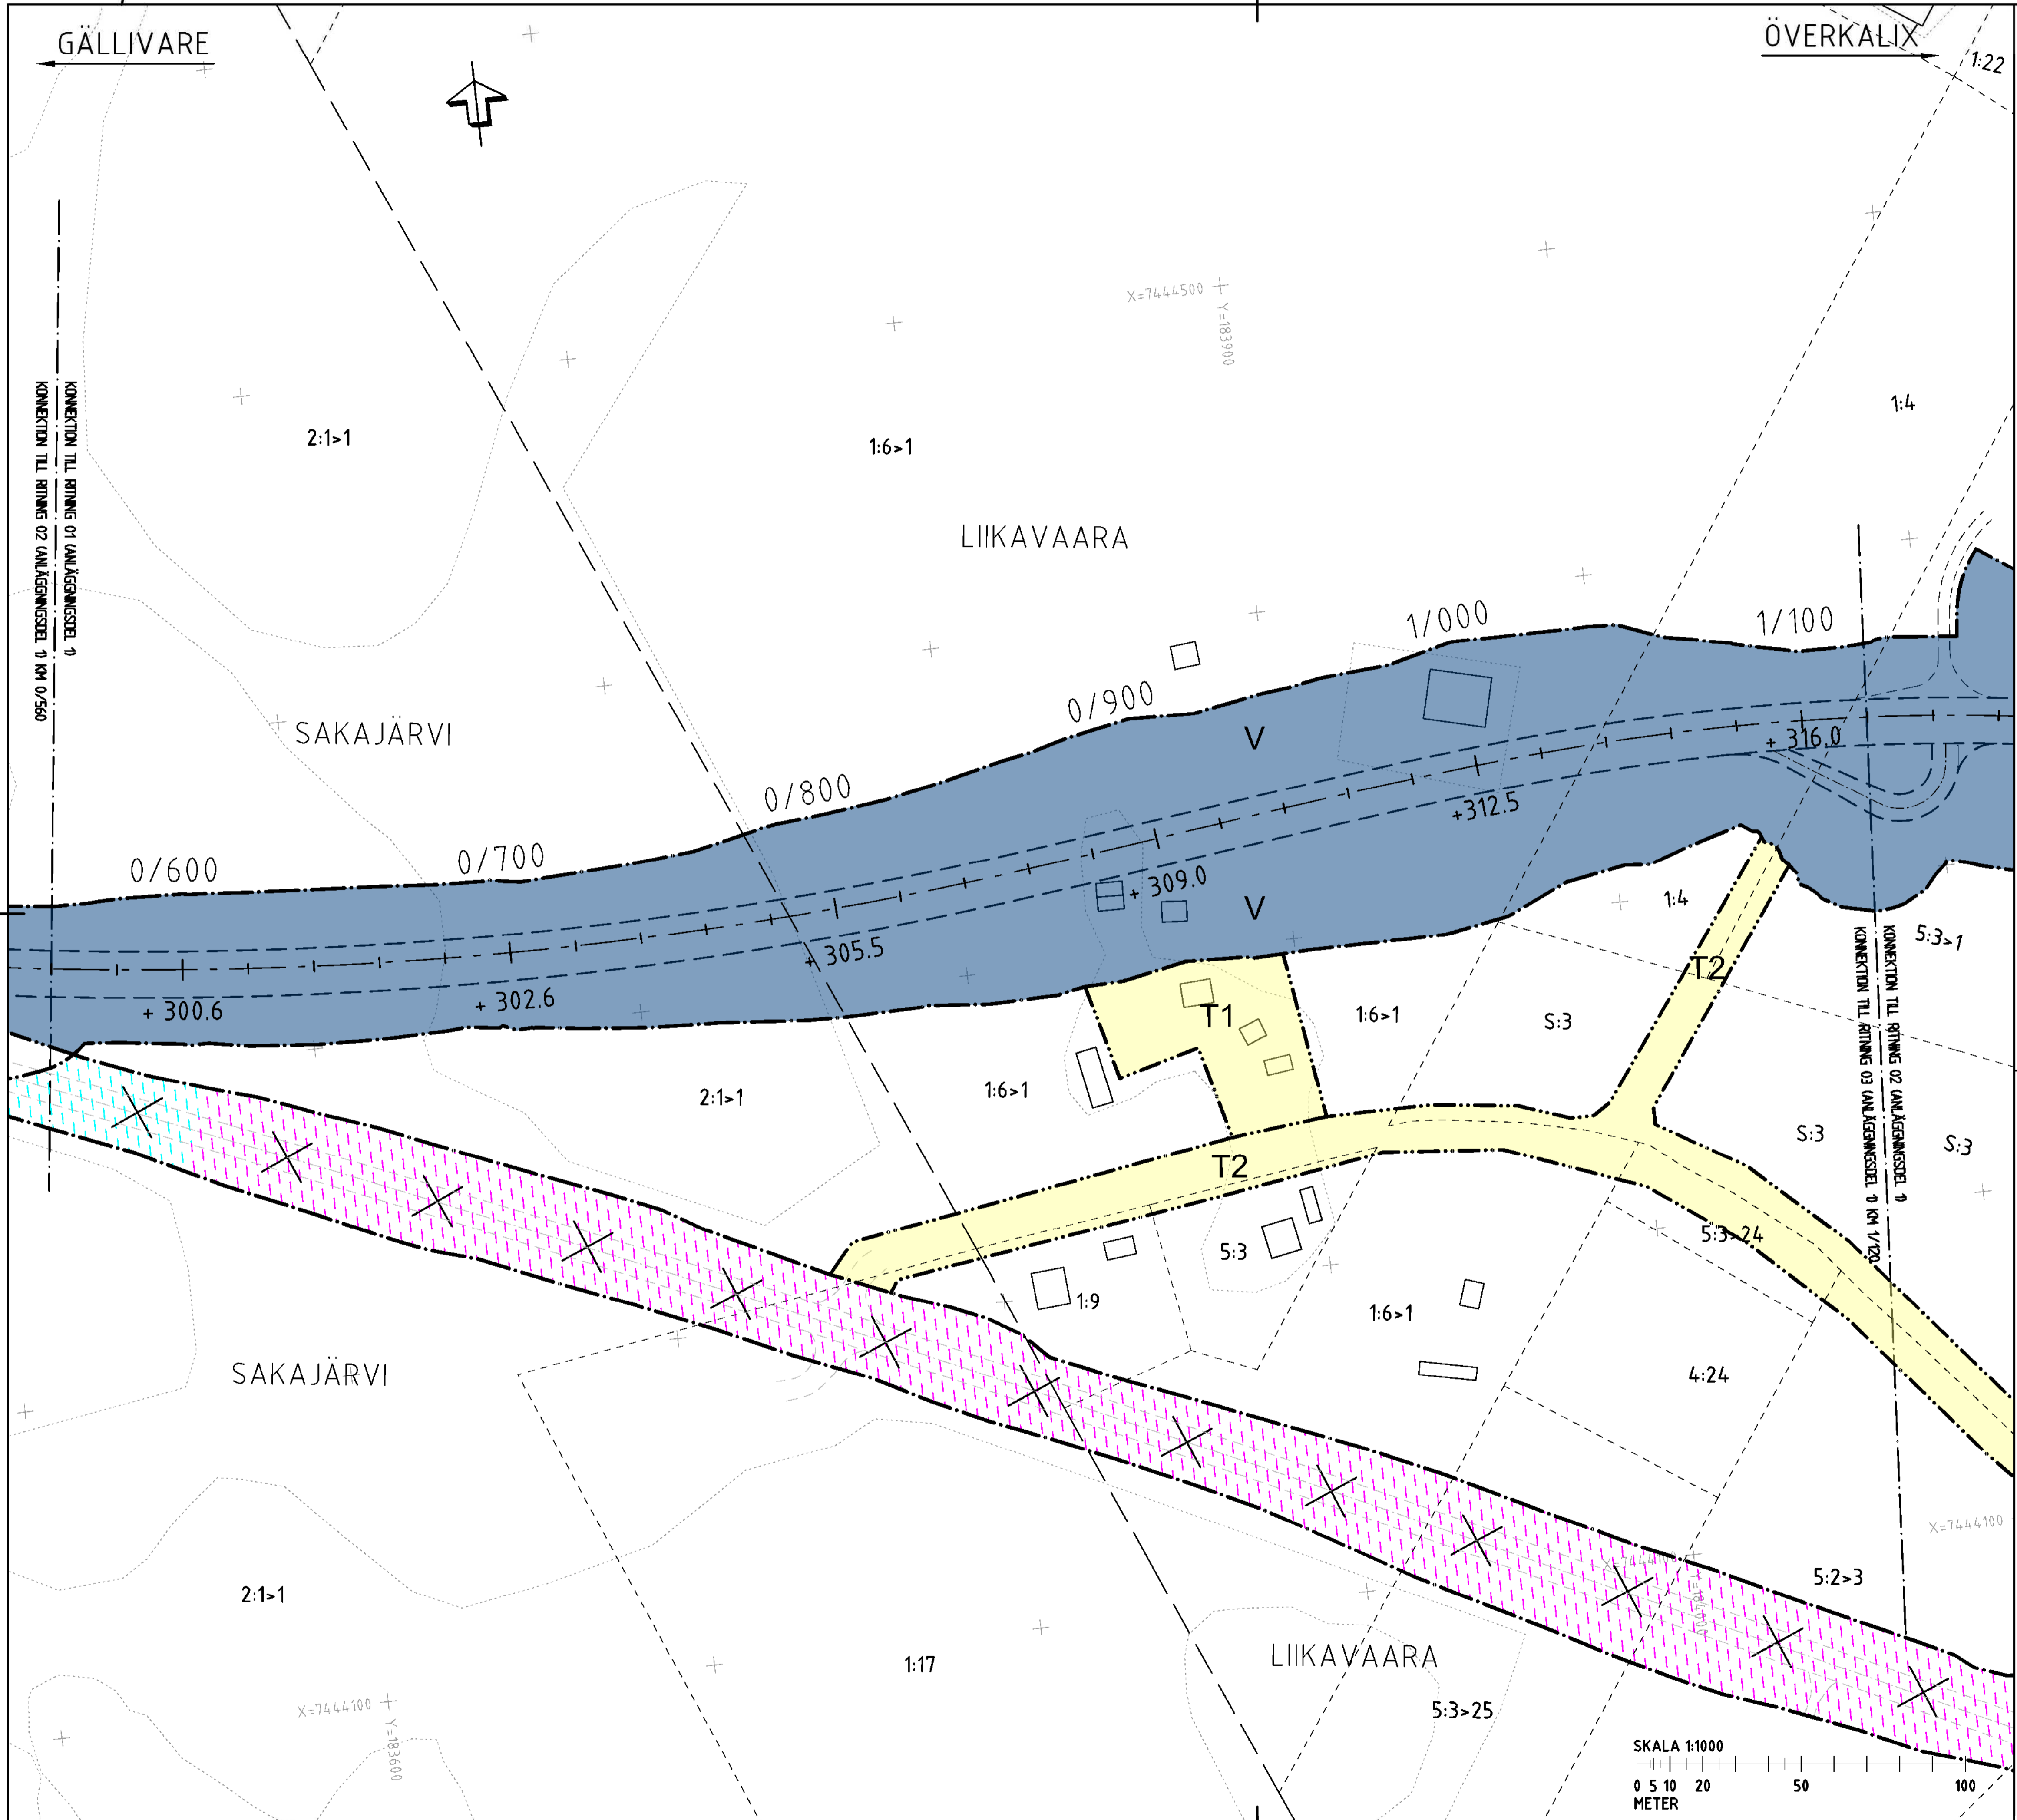 GÄLLIVARE
ÖVERKALIX
1:22
X=7444500
Y=183900
KONNEKTION TILL RITNING 01 (ANLÄGGNINGSDEL 1)
KONNEKTION TILL RITNING 02 (ANLÄGGNINGSDEL 1) KM 0/560
2:1>1
1:6>1
1:4
LIIKAVAARA
SAKAJÄRVI
1/000
1/100
0/900
V
+ 316.0
0/800
+312.5
0/700
0/600
+ 309.0
V
1:4
5:3>1
+ 305.5
T2
+ 302.6
+ 300.6
T1
1:6>1
S:3
KONNEKTION TILL RITNING 02 (ANLÄGGNINGSDEL 1)
KONNEKTION TILL RITNING 03 (ANLÄGGNINGSDEL 1) KM 1/120
2:1>1
1:6>1
S:3
S:3
T2
5:3
5:3>24
1:9
1:6>1
SAKAJÄRVI
4:24
X=7444100
X=7444100
Y=184000
5:2>3
2:1>1
1:17
LIIKAVAARA
X=7444100
Y=183600
5:3>25
SKALA 1:1000
0 5 10 20 50 100
METER